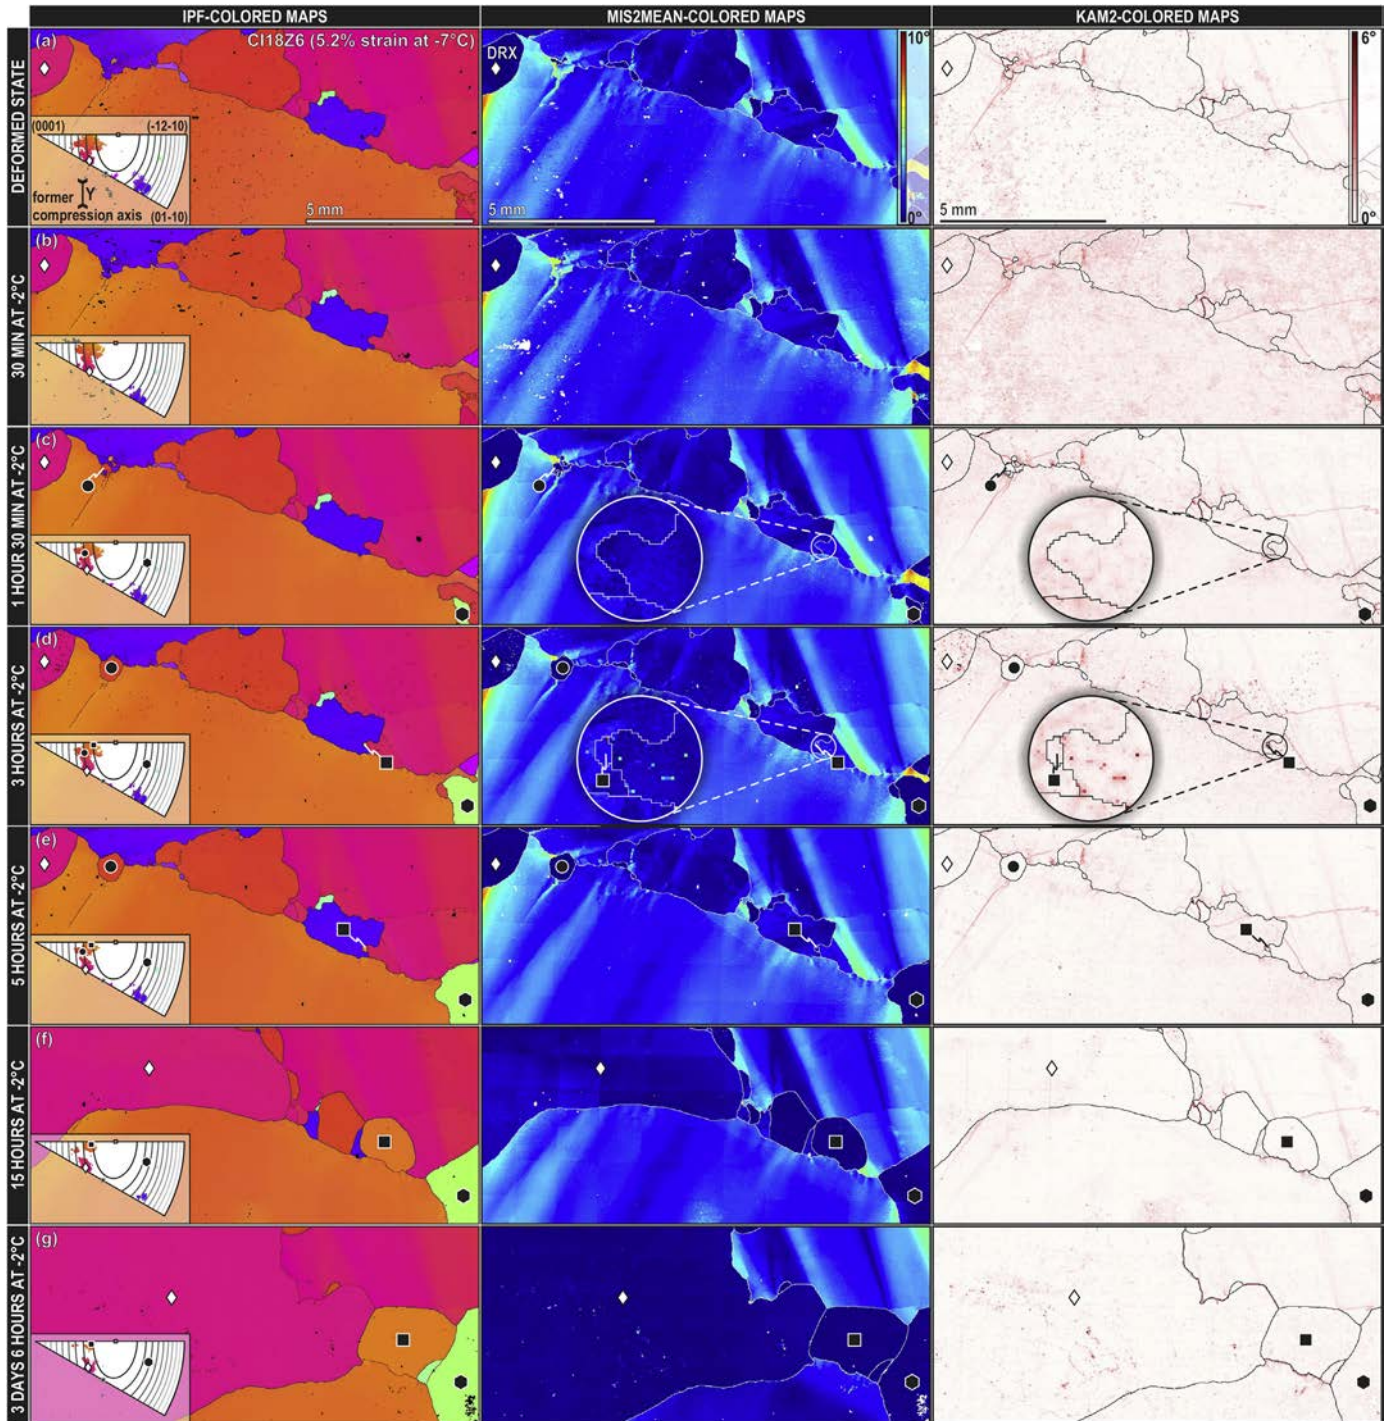 IPF-COLORED MAPS
MIS2MEAN-COLORED MAPS
KAM2-COLORED MAPS
DEFORMED STATE
(a)
CI18Z6 (5.2% strain at -7°C)
(0001)
(-12-10)
former Y
compression axis
(01-10)
5 mm
DRX
10°
0°
5 mm
6°
0°
5 mm
30 MIN AT -2°C
(b)
1 HOUR 30 MIN AT -2°C
(c)
3 HOURS AT -2°C
(d)
5 HOURS AT -2°C
(e)
15 HOURS AT -2°C
(f)
3 DAYS 6 HOURS AT -2°C
(g)